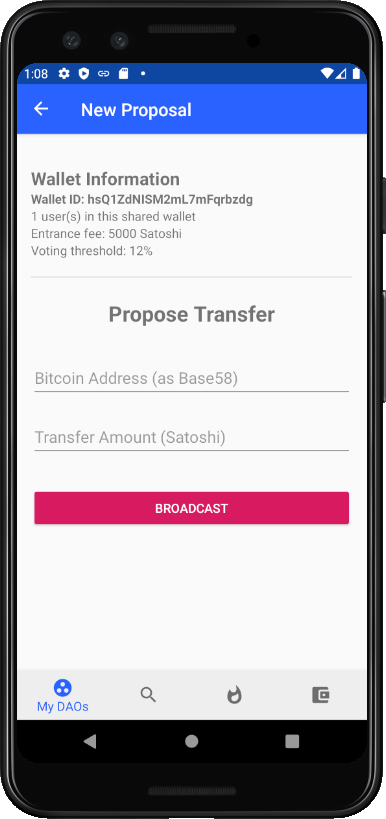 1:08
New Proposal
Wallet Information
Wallet ID: hsQ1ZdNISM2mL7mFqrbzdg
1 user(s) in this shared wallet
Entrance fee: 5000 Satoshi
Voting threshold: 12%
Propose Transfer
Bitcoin Address (as Base58)
Transfer Amount (Satoshi)
BROADCAST
My DAOs